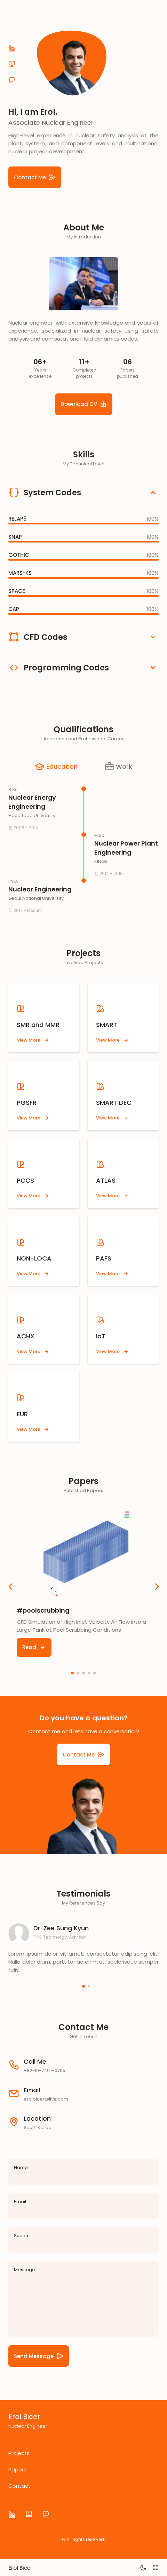 Hi, I am Erol.
Associate Nuclear Engineer
High-level experience in nuclear safety analysis at the
plant, system, and component levels and multinational
nuclear project development.
Contact Me
About Me
My Introduction
Nuclear engineer, with extensive knowledge and years of
experience, specialized in nuclear safety using safety
analysis and computational fluid dynamics codes.
06+ 11+ 06
Years Completed Papers
experience projects published
Download CV
Skills
My Technical Level
System Codes
RELAP5 100%
SNAP 100%
GOTHIC 100%
MARS-KS 100%
SPACE 100%
CAP 100%
CFD Codes
Programming Codes
Qualifications
Academic and Professional Career
Education Work
B.Sc.
Nuclear Energy
Engineering
Hacettepe University
M.Sc.
Nuclear Power Plant
Engineering
KINGS
Ph.D.
Nuclear Engineering
Seoul National University
2017 - Present
Projects
Involved Projects
SMR and MMR SMART
View More View More
PGSFR SMART DEC
View More View More
PCCS ATLAS
View More View More
NON-LOCA PAFS
View More View More
ACHX IoT
View More View More
EUR
View More
Papers
Published Papers
#poolscrubbing
CFD Simulation of High Inlet Velocity Air Flow into a
Large Tank at Pool Scrubbing Conditions
Read
Do you have a question?
Contact me and lets have a conversation!
Contact Me
Testimonials
My References Say
Dr. Zee Sung Kyun
FNC Technology, Advisor
Lorem ipsum dolor sit amet, consectetur adipiscing elit.
Nulla dolor diam, porttitor ac enim ut, scelerisque semper
felis.
Contact Me
Get in Touch
Call Me
Email
erolbicer@live.com
Location
South Korea
Name
Email
Subject
Message
Send Message
Erol Bicer
Nuclear Engineer
Projects
Papers
Contact
© All rights reserved
Erol Bicer